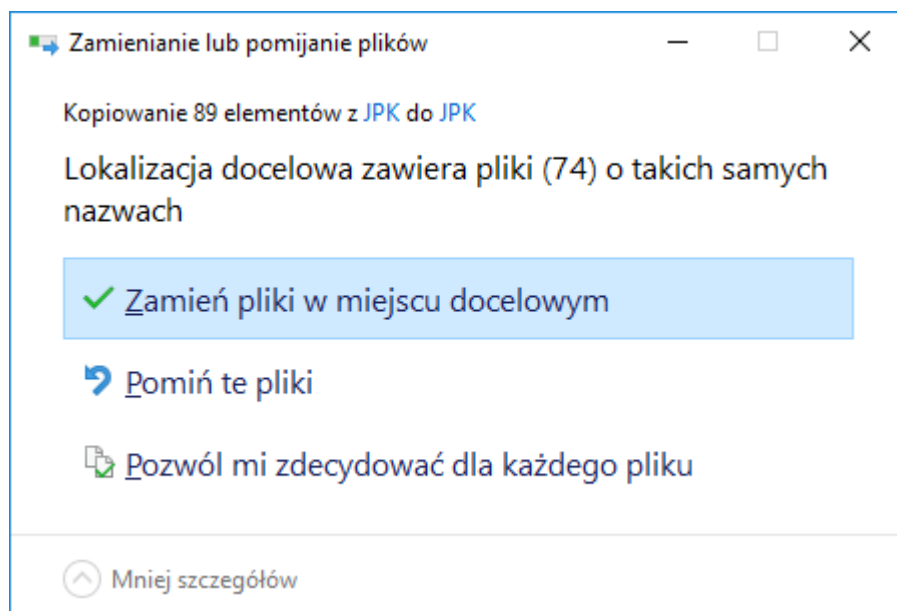 Zamienianie lub pomijanie plików
Kopiowanie 89 elementów z JPK do JPK
Lokalizacja docelowa zawiera pliki (74) o takich samych
nazwach
Zamień pliki w miejscu docelowym
Pomiń te pliki
Pozwól mi zdecydować dla każdego pliku
Mniej szczegółów